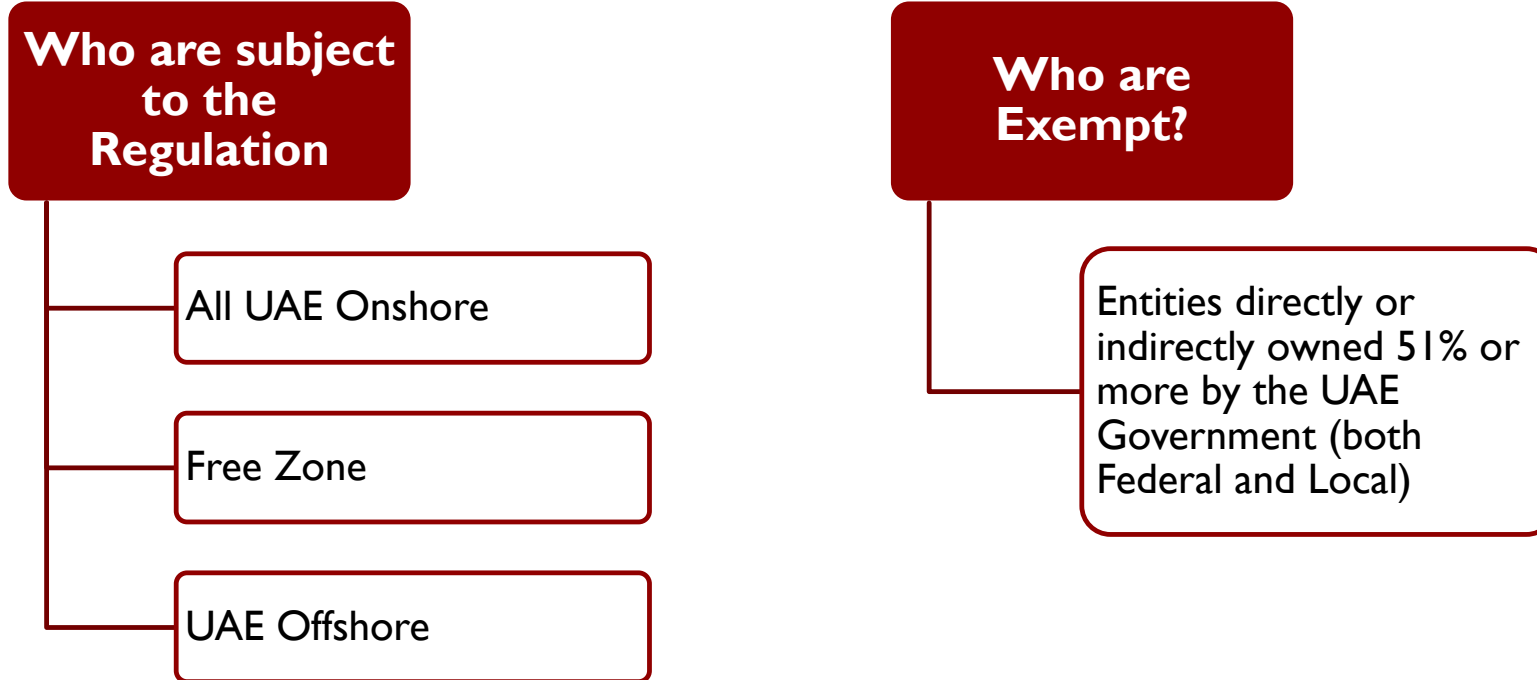 Who are subject
to the
Regulation
All UAE Onshore
Free Zone
UAE Offshore
Who are
Exempt?
Entities directly or
indirectly owned 51% or
more by the UAE
Government (both
Federal and Local)